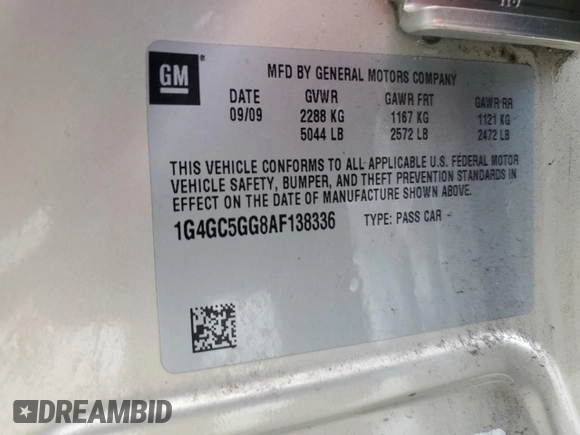 GM
MFD BY GENERAL MOTORS COMPANY
DATE GVWR GAWR FRT GAWR RR
09/09 2288 KG 1167 KG 1121 KG
5044 LB 2572 LB 2472 LB
THIS VEHICLE CONFORMS TO ALL APPLICABLE U.S. FEDERAL MOTOR
VEHICLE SAFETY, BUMPER, AND THEFT PREVENTION STANDARDS IN
EFFECT ON THE DATE OF MANUFACTURE SHOWN ABOVE.
1G4GC5GG8AF138336 TYPE: PASS CAR
DREAMBID